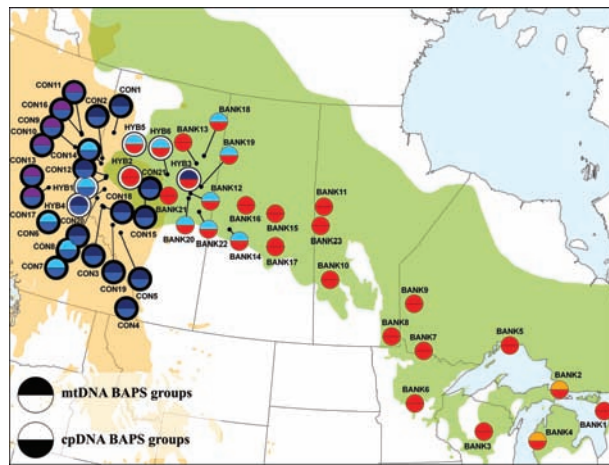 CON11
CON2
CON1
CON16
CON9
CON10
CON14
CON13
CON12
HYB1
HYB4
CON17
CON6
CON20
CON8
CON7
CON3
CON19
CON4
CON5
CON18
CON15
CON21
HYB2
HYB5
HYB6
HYB3
BANK13
BANK18
BANK19
BANK12
BANK21
BANK20
BANK22
BANK14
BANK16
BANK15
BANK17
BANK11
BANK23
BANK10
BANK9
BANK8
BANK7
BANK6
BANK5
BANK2
BANK3
BANK4
BANK1
mtDNA BAPS groups
cpDNA BAPS groups